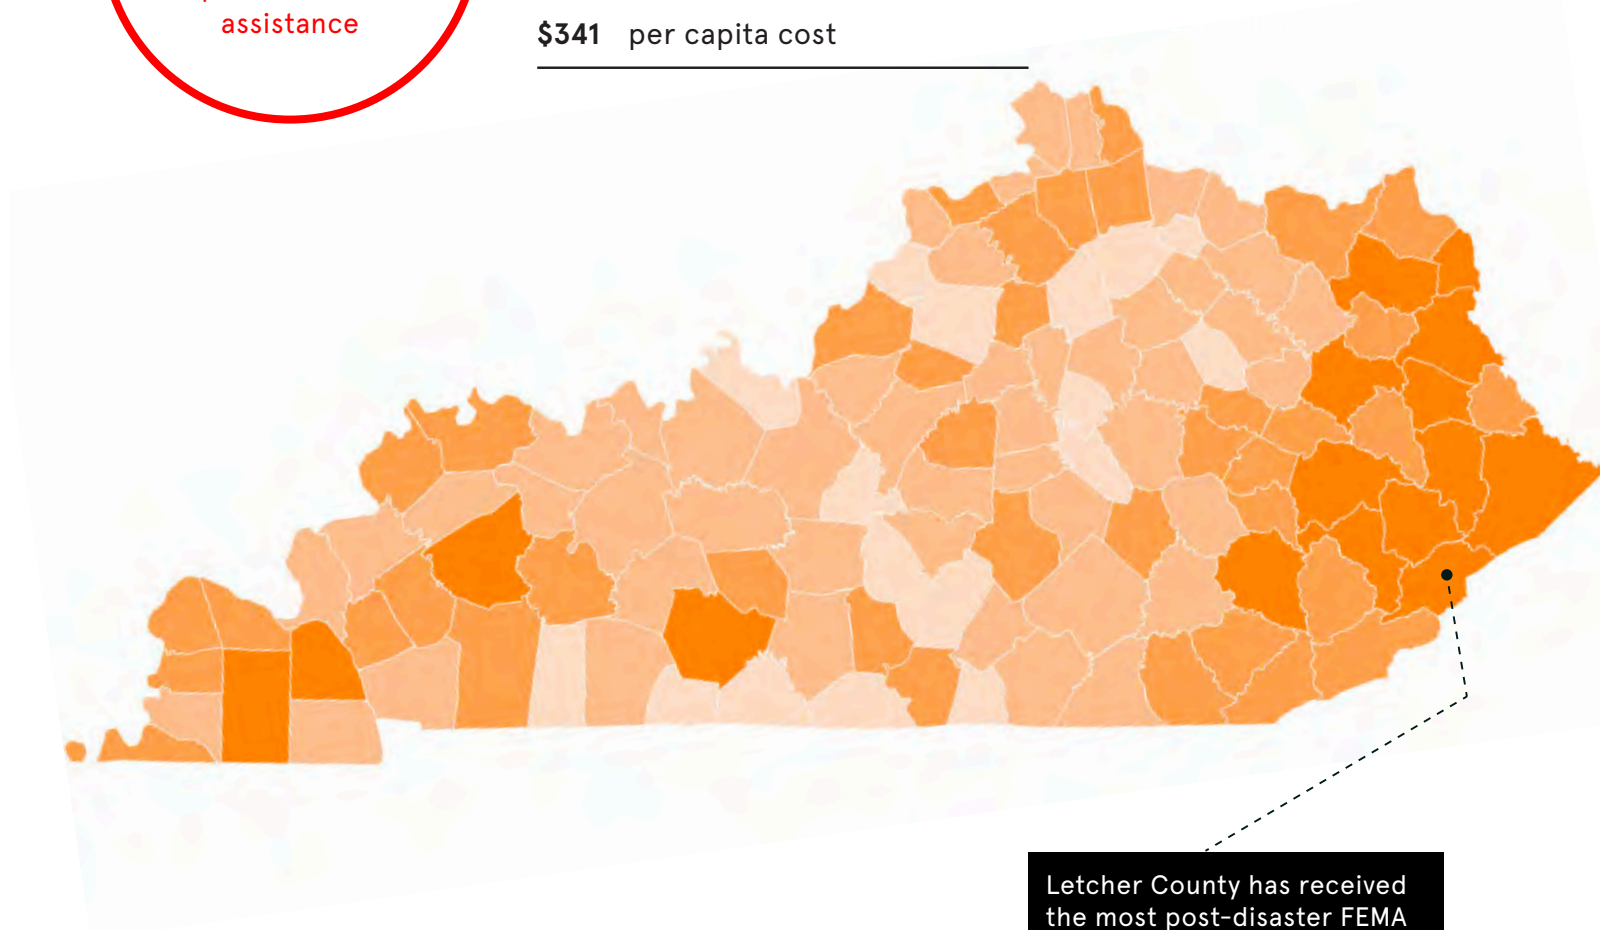 assistance
$341 per capita cost
Letcher County has received
the most post-disaster FEMA